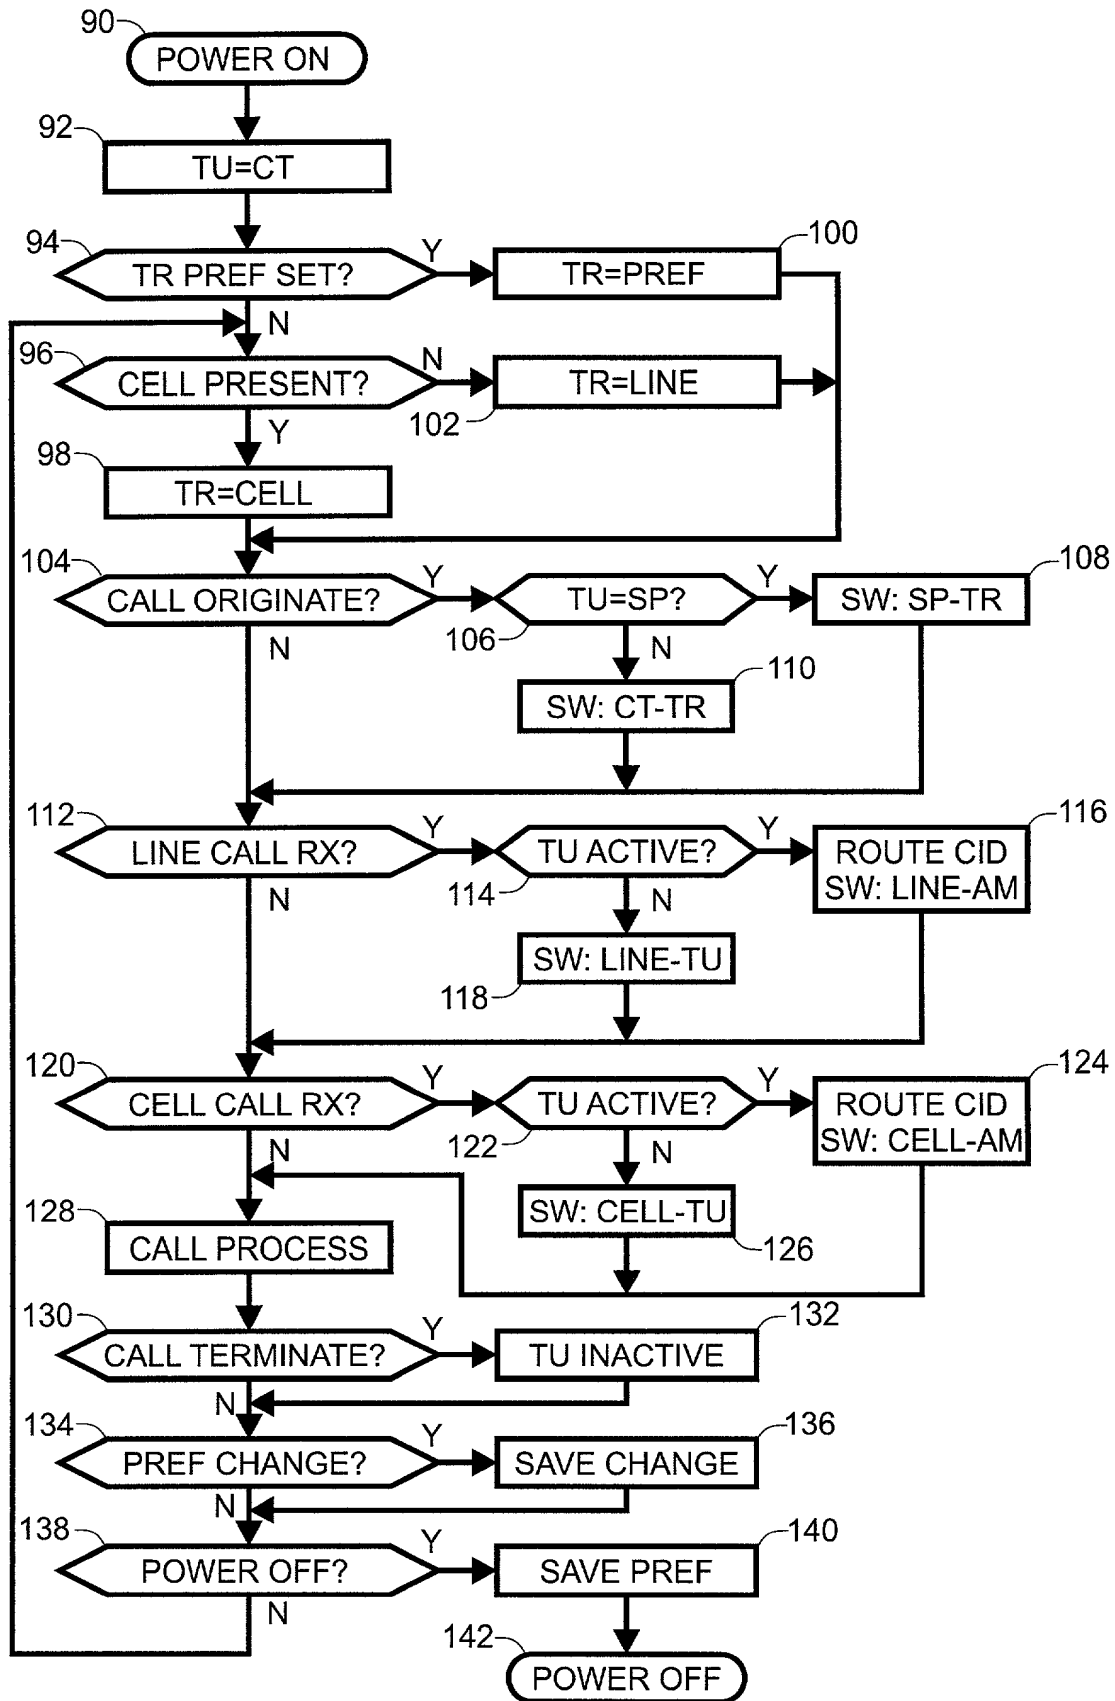 90
POWER ON
92
TU=CT
94
TR PREF SET?
Y
100
TR=PREF
N
96
CELL PRESENT?
N
102
TR=LINE
Y
98
TR=CELL
104
CALL ORIGINATE?
Y
TU=SP?
106
Y
108
SW: SP-TR
N
N
110
SW: CT-TR
112
LINE CALL RX?
Y
TU ACTIVE?
114
Y
116
ROUTE CID
SW: LINE-AM
N
N
SW: LINE-TU
118
120
CELL CALL RX?
Y
TU ACTIVE?
122
Y
124
ROUTE CID
SW: CELL-AM
N
N
SW: CELL-TU
126
128
CALL PROCESS
130
CALL TERMINATE?
Y
132
TU INACTIVE
N
134
PREF CHANGE?
Y
136
SAVE CHANGE
N
138
POWER OFF?
Y
140
SAVE PREF
N
142
POWER OFF